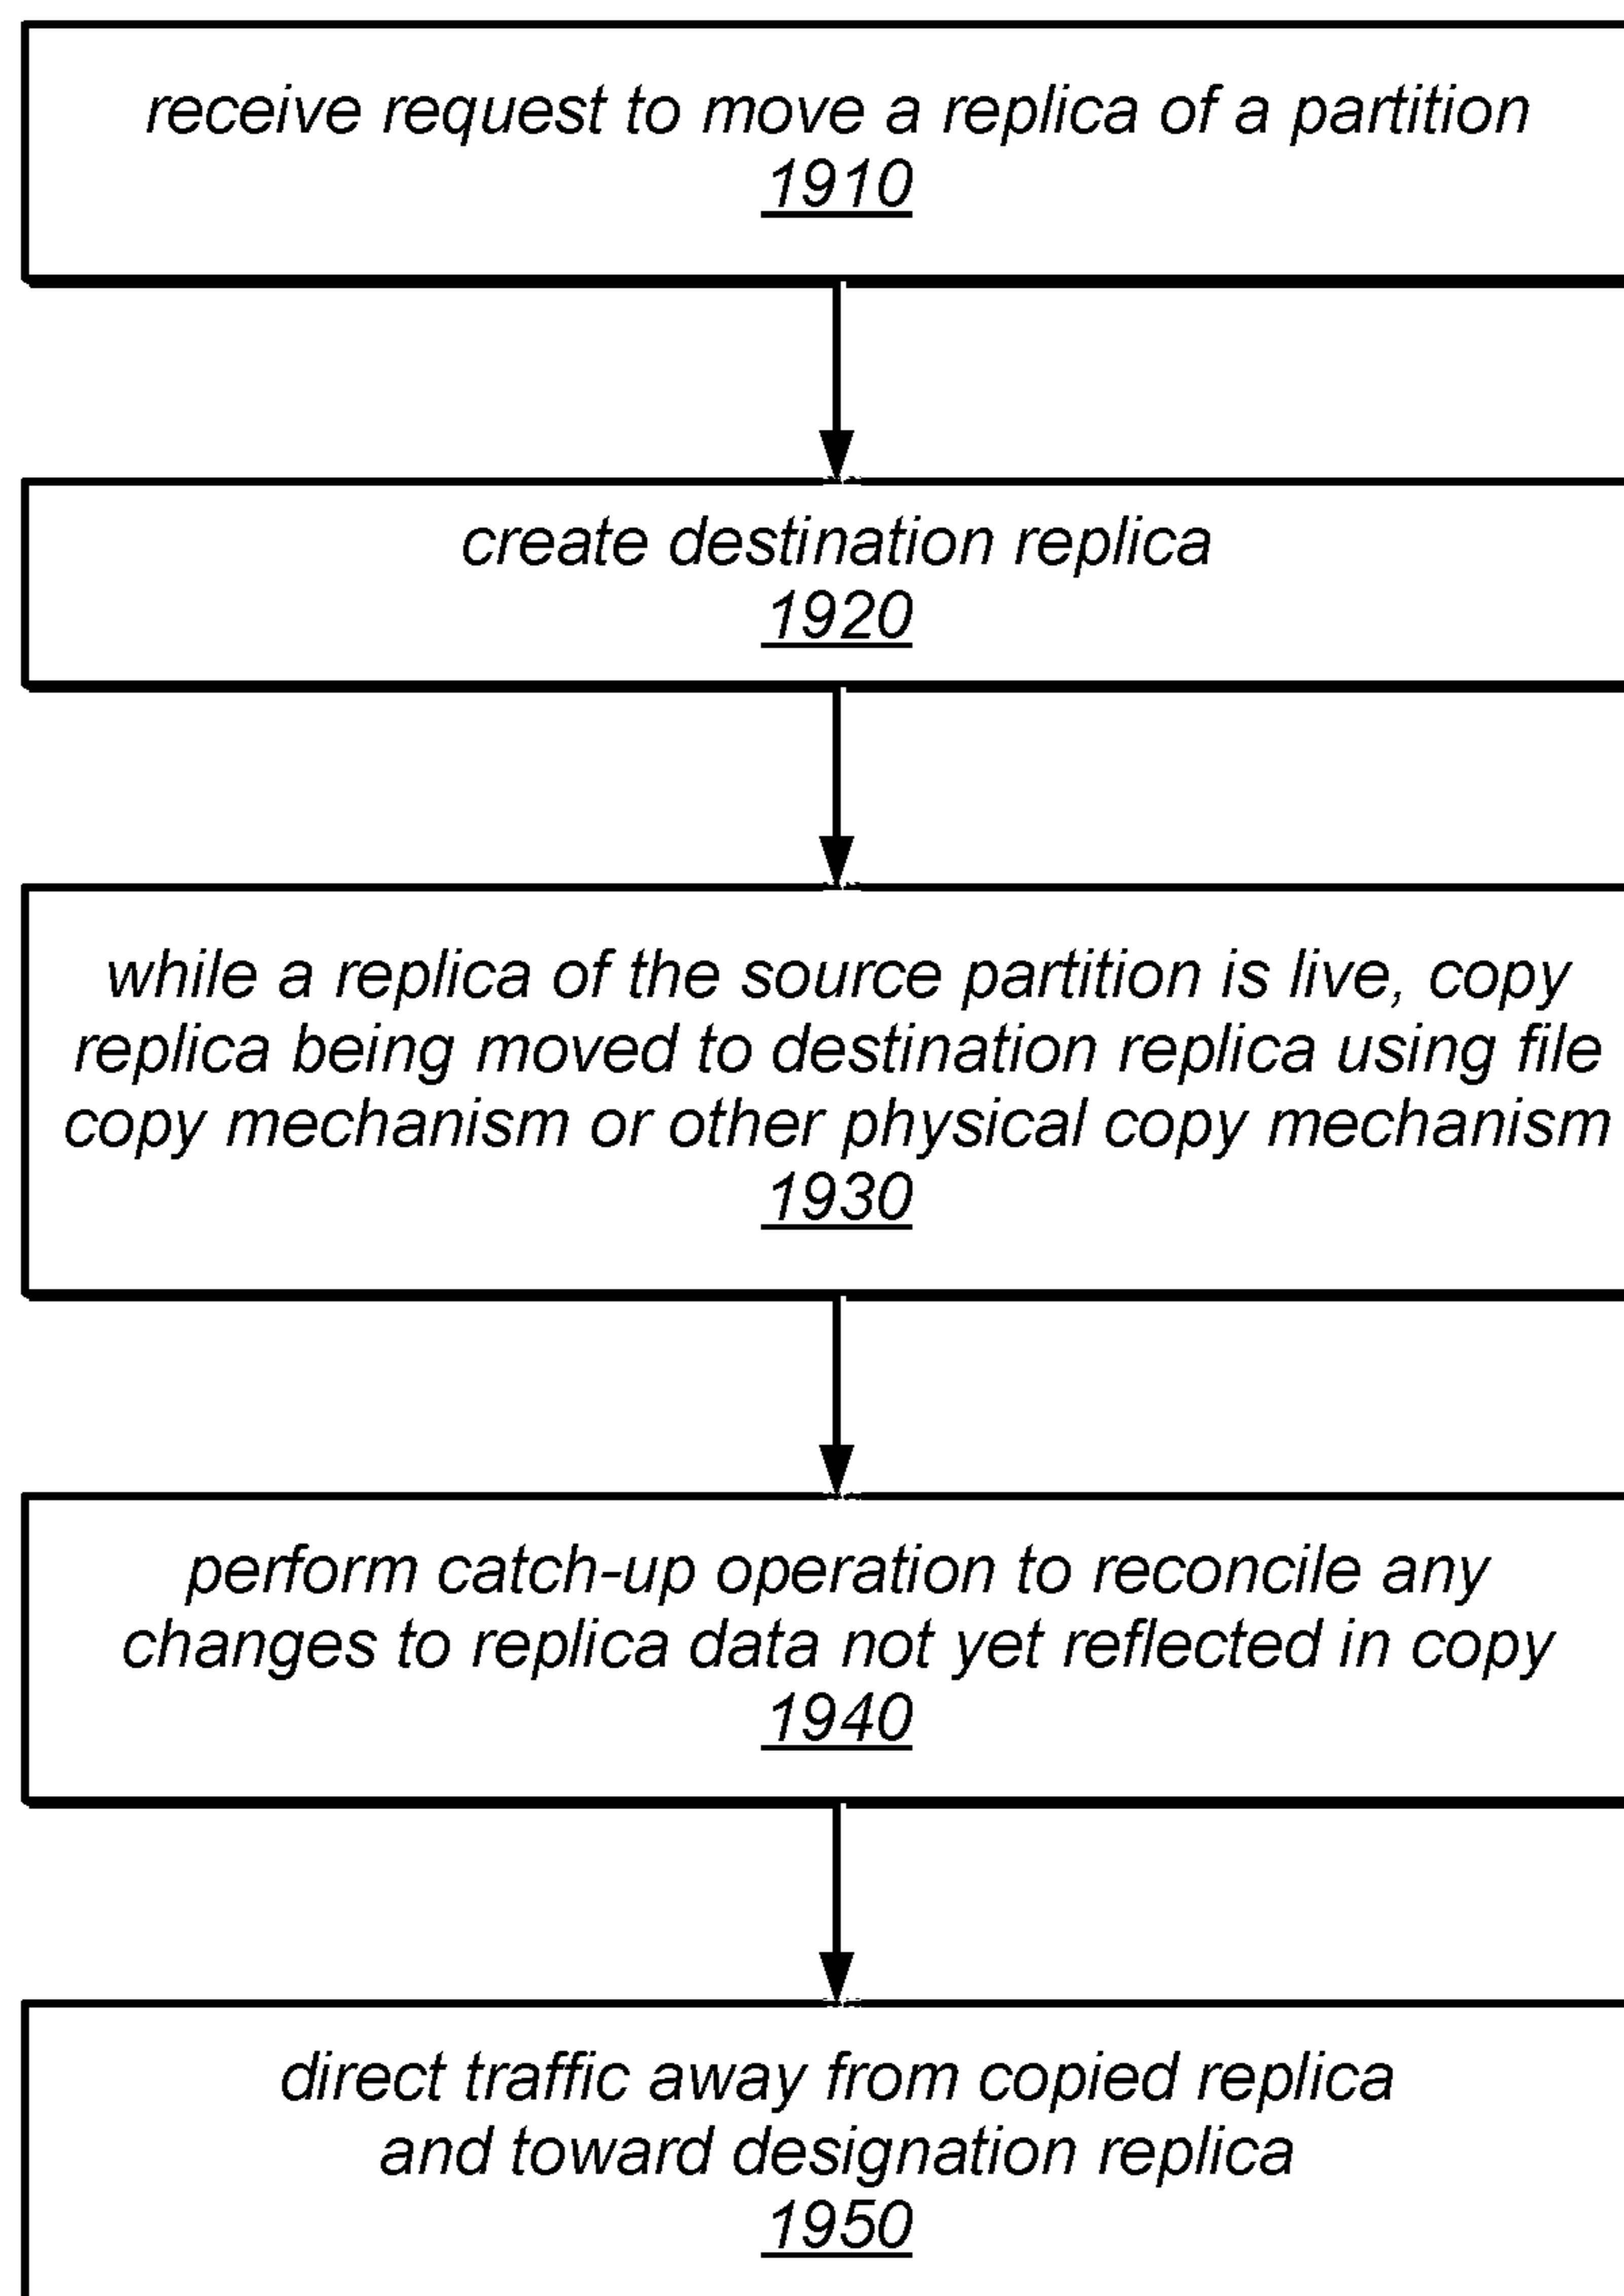 receive request to move a replica of a partition
1910
create destination replica
1920
while a replica of the source partition is live, copy
replica being moved to destination replica using file
copy mechanism or other physical copy mechanism
1930
perform catch-up operation to reconcile any
changes to replica data not yet reflected in copy
1940
direct traffic away from copied replica
and toward designation replica
1950